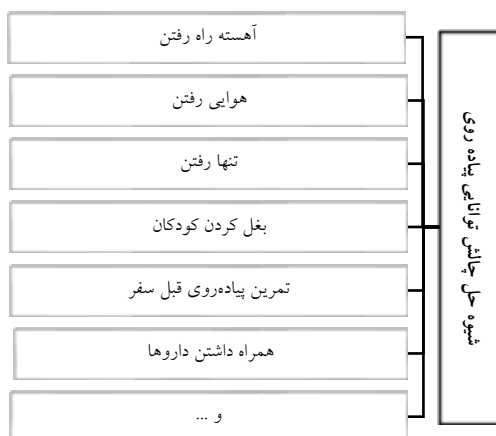 شیوه حل چالش توانایی پیاده روی
آهسته راه رفتن
هوایی رفتن
تنها رفتن
بغل کردن کودکان
تمرین پیاده‌روی قبل سفر
همراه داشتن داروها
و ...